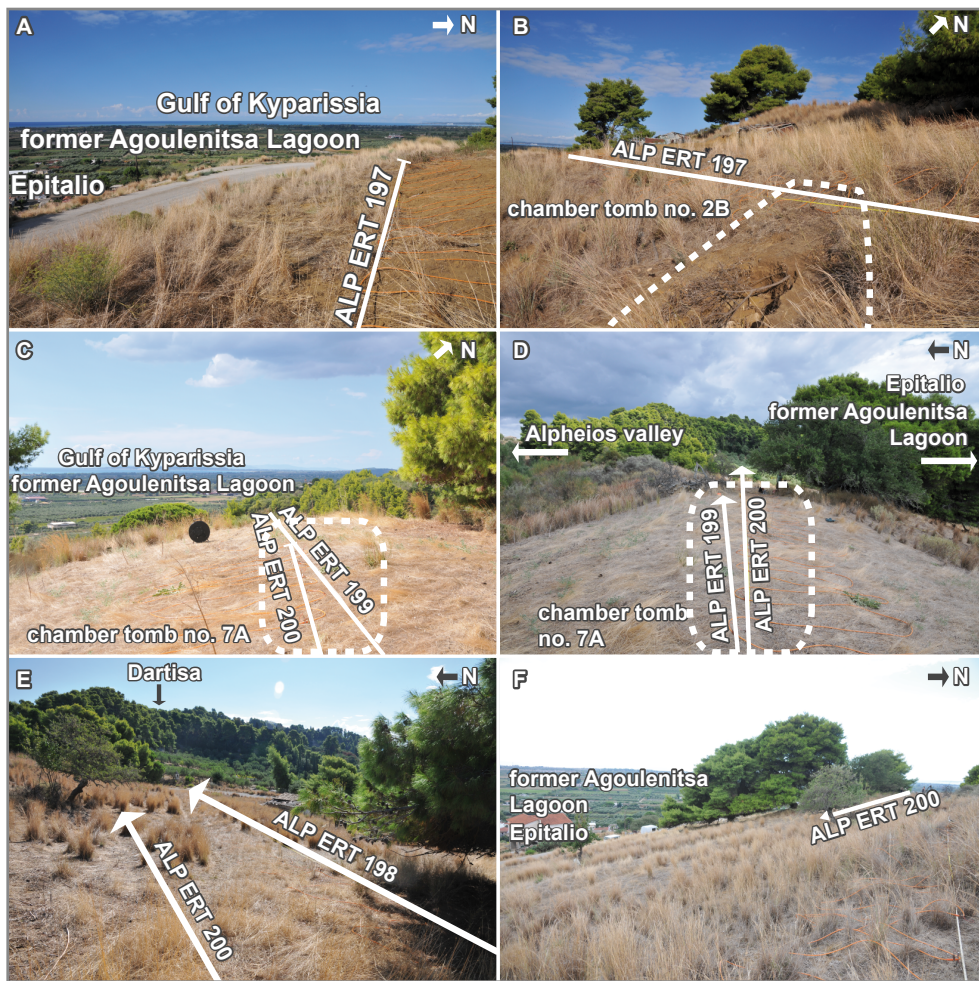 A
N
Gulf of Kyparissia
former Agoulenitsa Lagoon
Epitalio
ALP ERT 197
B
N
ALP ERT 197
chamber tomb no. 2B
C
N
Gulf of Kyparissia
former Agoulenitsa Lagoon
ALP ERT 199
ALP ERT 200
chamber tomb no. 7A
D
N
Epitalio
former Agoulenitsa
Lagoon
Alpheios valley
ALP ERT 199
ALP ERT 200
chamber tomb
no. 7A
E
Dartisa
N
ALP ERT 198
ALP ERT 200
F
N
former Agoulenitsa
Lagoon
Epitalio
ALP ERT 200